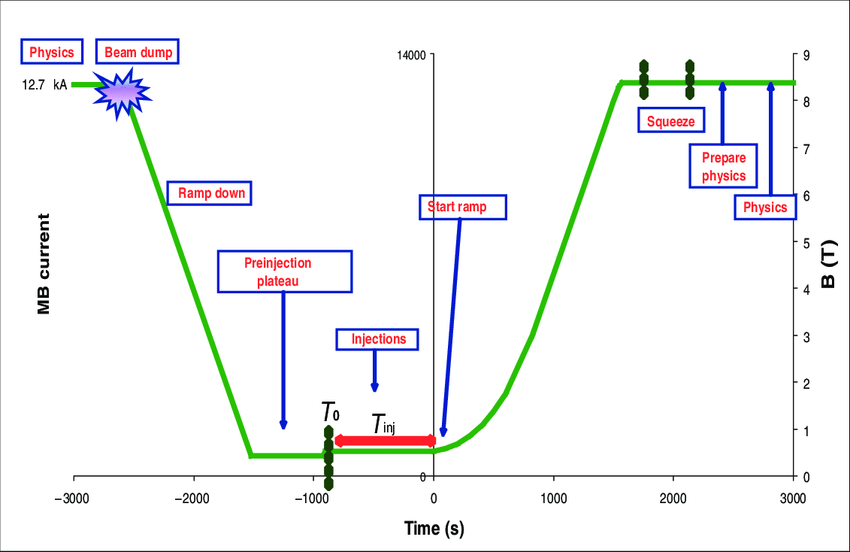 Physics
Beam dump
14000
9
12.7 kA
8
Squeeze
7
Prepare
physics
Ramp down
6
Start ramp
Physics
MB current
5
B (T)
Preinjection
plateau
4
Injections
3
2
T0
Tinj
1
0
0
−3000
−2000
−1000
0
1000
2000
3000
Time (s)